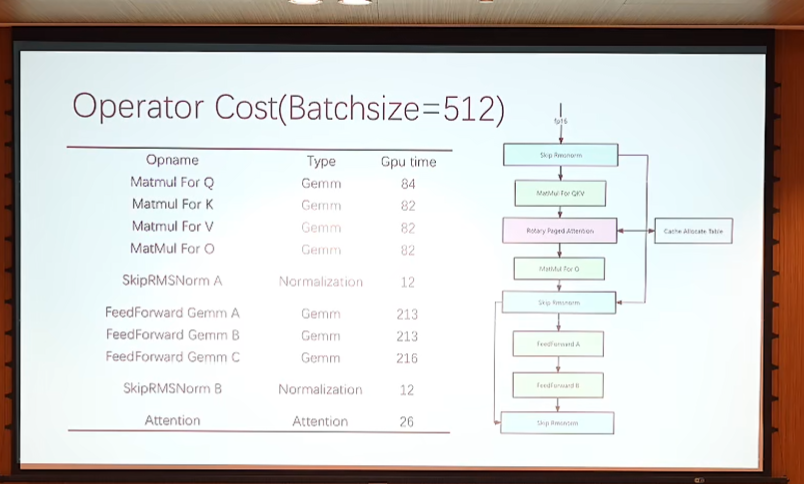 Operator Cost(Batchsize=512)
Opname Type Gpu time
Matmul For Q Gemm 84
Matmul For K Gemm 82
Matmul For V Gemm 82
MatMul For O Gemm 82
SkipRMSNorm A Normalization 12
FeedForward Gemm A Gemm 213
FeedForward Gemm B Gemm 213
FeedForward Gemm C Gemm 216
SkipRMSNorm B Normalization 12
Attention Attention 26
fp16
Skip Rmsnorm
MatMul For QKV
Rotary Paged Attention
Cache Allocate Table
MatMul For O
Skip Rmsnorm
FeedForward A
FeedForward B
Skip Rmsnorm